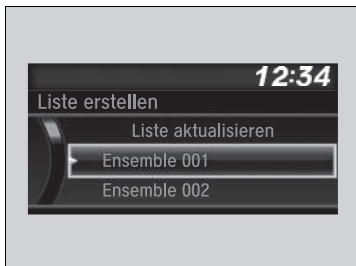 12:34
Liste erstellen
Liste aktualisieren
Ensemble 001
Ensemble 002